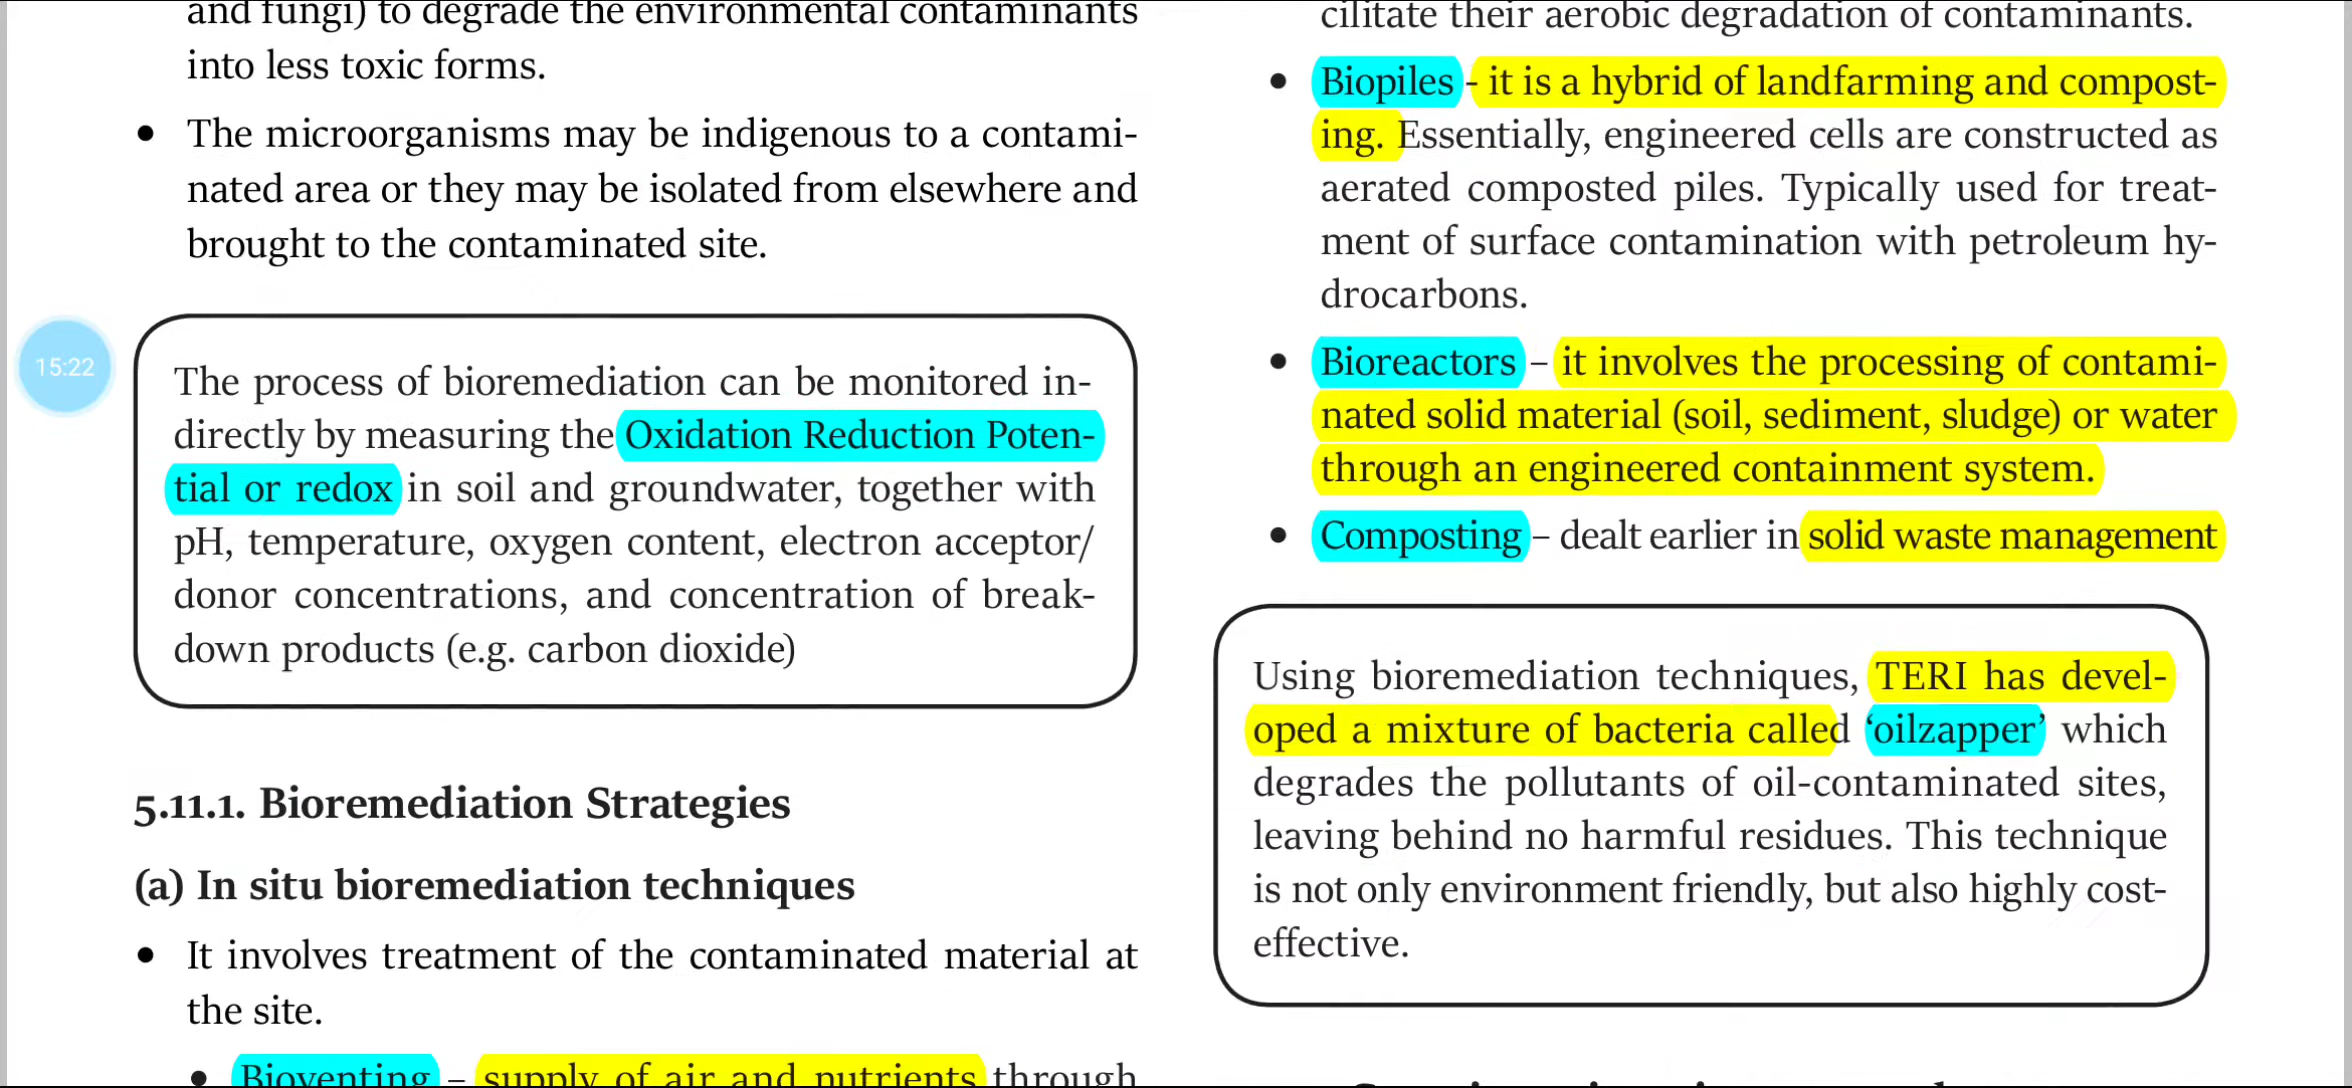 and fungi) to degrade the environmental contaminants
into less toxic forms.
• The microorganisms may be indigenous to a contami-
nated area or they may be isolated from elsewhere and
brought to the contaminated site.
15:22
The process of bioremediation can be monitored in-
directly by measuring the Oxidation Reduction Poten-
tial or redox in soil and groundwater, together with
pH, temperature, oxygen content, electron acceptor/
donor concentrations, and concentration of break-
down products (e.g. carbon dioxide)
5.11.1. Bioremediation Strategies
(a) In situ bioremediation techniques
• It involves treatment of the contaminated material at
the site.
• Bioventing – supply of air and nutrients through
cilitate their aerobic degradation of contaminants.
• Biopiles - it is a hybrid of landfarming and compost-
ing. Essentially, engineered cells are constructed as
aerated composted piles. Typically used for treat-
ment of surface contamination with petroleum hy-
drocarbons.
• Bioreactors – it involves the processing of contami-
nated solid material (soil, sediment, sludge) or water
through an engineered containment system.
• Composting – dealt earlier in solid waste management
Using bioremediation techniques, TERI has devel-
oped a mixture of bacteria called ‘oilzapper’ which
degrades the pollutants of oil-contaminated sites,
leaving behind no harmful residues. This technique
is not only environment friendly, but also highly cost-
effective.